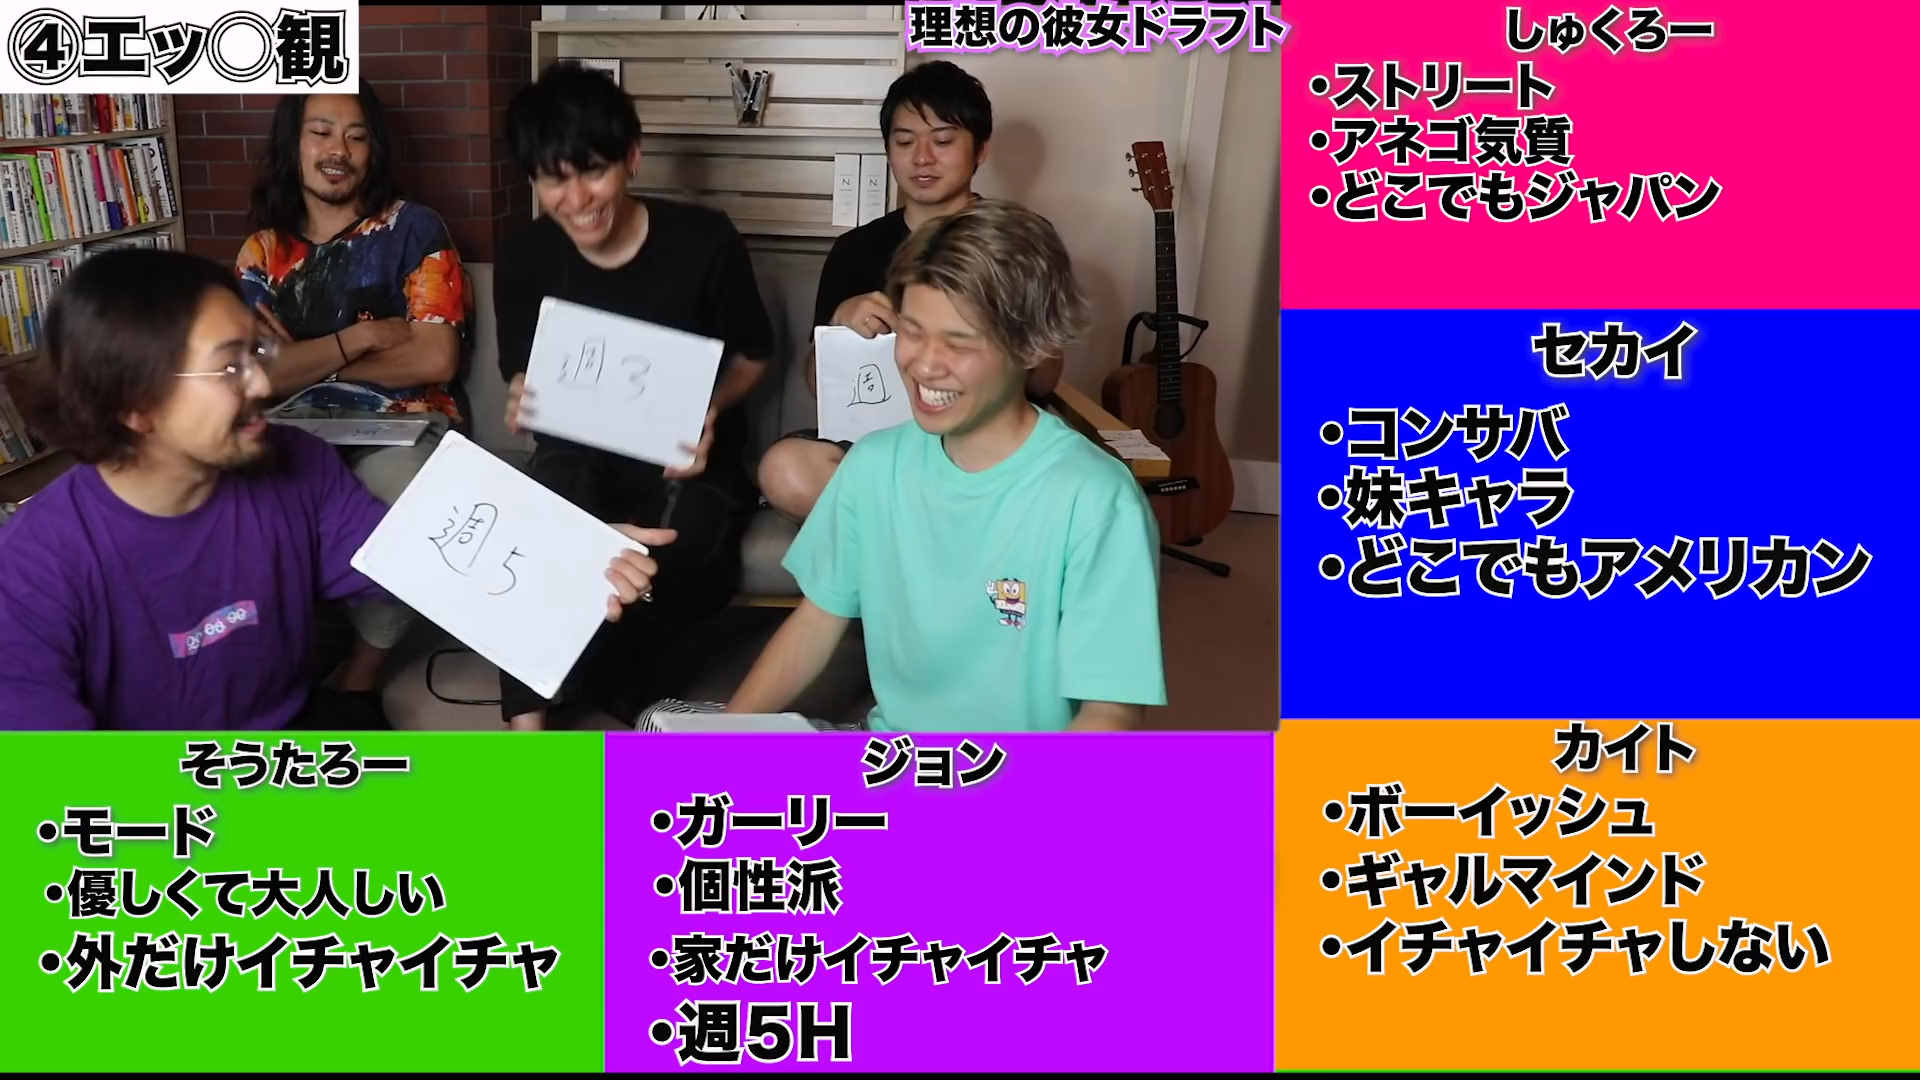 ④エッ◯観
理想の彼女ドラフト
週3
週
週5
しゅくろー
・ストリート
・アネゴ気質
・どこでもジャパン
セカイ
・コンサバ
・妹キャラ
・どこでもアメリカン
そうたろー
・モード
・優しくて大人しい
・外だけイチャイチャ
ジョン
・ガーリー
・個性派
・家だけイチャイチャ
・週5H
カイト
・ボーイッシュ
・ギャルマインド
・イチャイチャしない